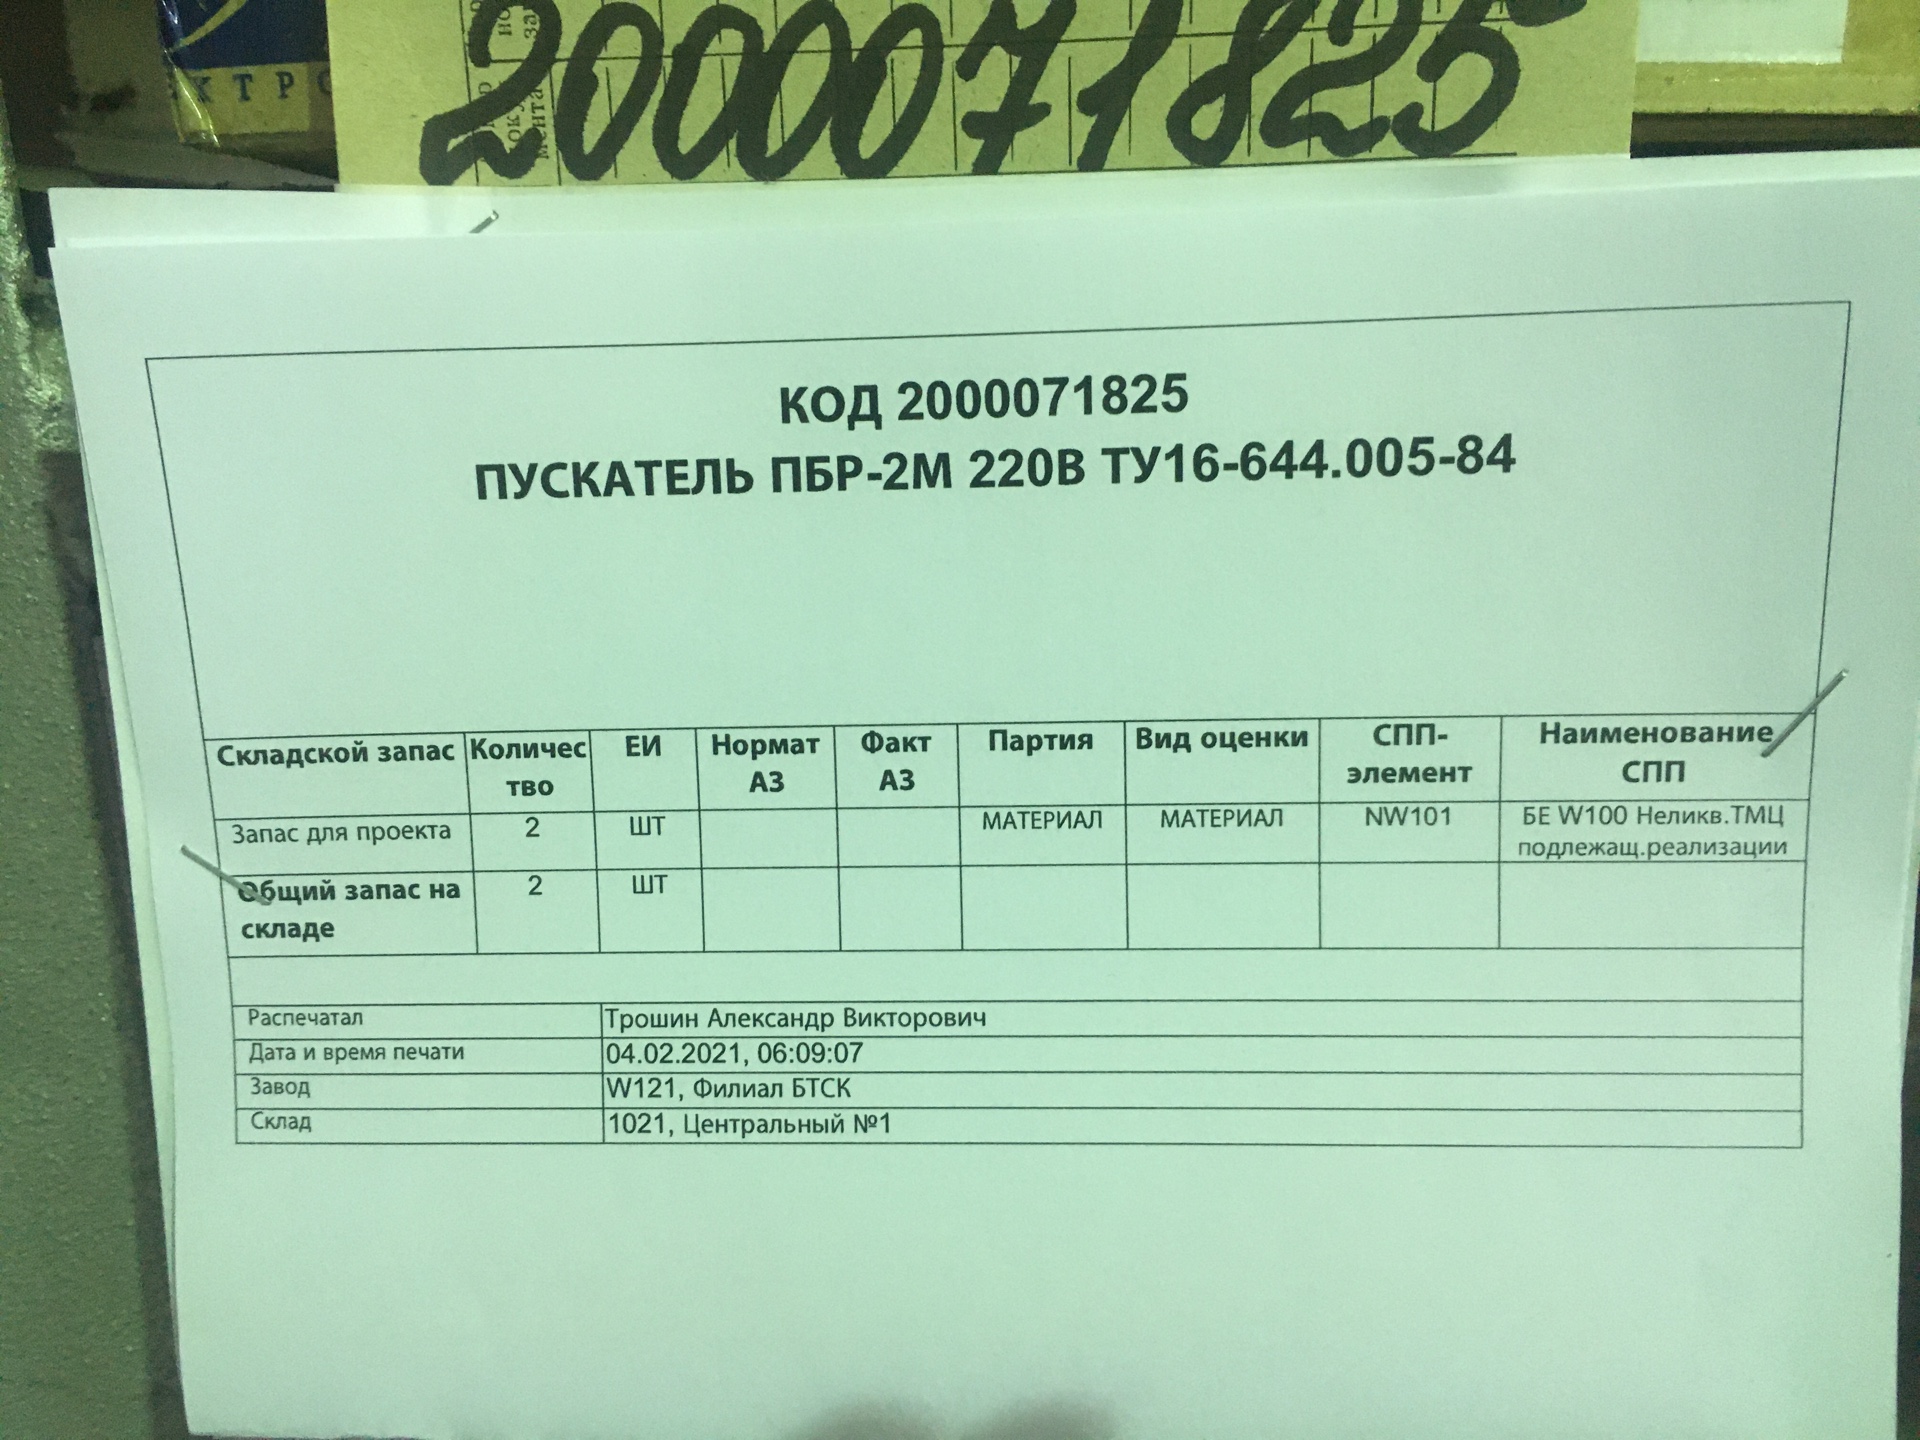 КТРО
2000071825
КОД 2000071825
ПУСКАТЕЛЬ ПБР-2М 220В ТУ16-644.005-84
Складской запас Количес ЕИ Нормат Факт Партия Вид оценки СПП- Наименование
тво АЗ АЗ элемент СПП
Запас для проекта 2 ШТ МАТЕРИАЛ МАТЕРИАЛ NW101 БЕ W100 Неликв.ТМЦ
подлежащ.реализации
Общий запас на 2 ШТ
складе
Распечатал Трошин Александр Викторович
Дата и время печати 04.02.2021, 06:09:07
Завод W121, Филиал БТСК
Склад 1021, Центральный №1